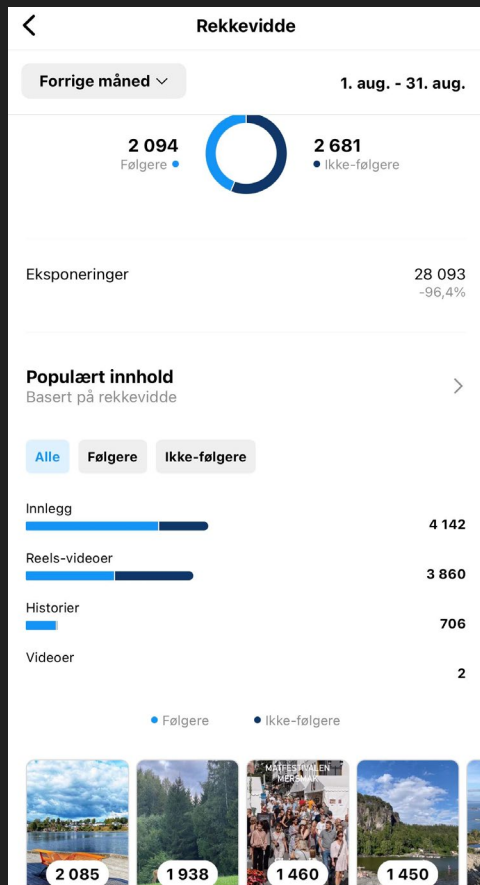 Rekkevidde
Forrige måned
1. aug. - 31. aug.
2 094
Følgere
2 681
Ikke-følgere
Eksponeringer
28 093
-96,4%
Populært innhold
Basert på rekkevidde
Alle
Følgere
Ikke-følgere
Innlegg
4 142
Reels-videoer
3 860
Historier
706
Videoer
2
Følgere
Ikke-følgere
MATFESTIVALEN
MERSMAK
2 085
1 938
1 460
1 450